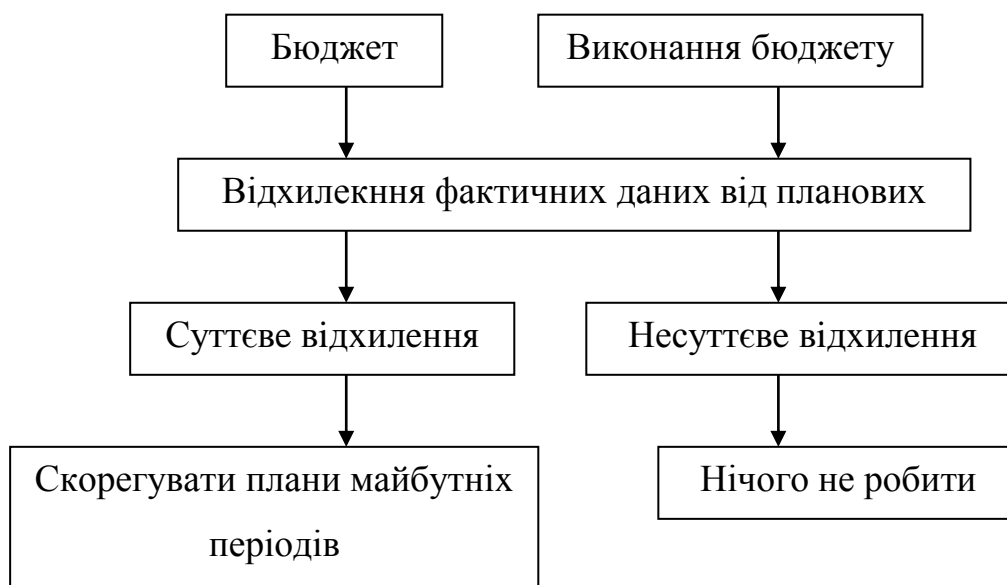 Бюджет
Виконання бюджету
Відхилекння фактичних даних від планових
Суттєве відхилення
Несуттєве відхилення
Скорегувати плани майбутніх
періодів
Нічого не робити